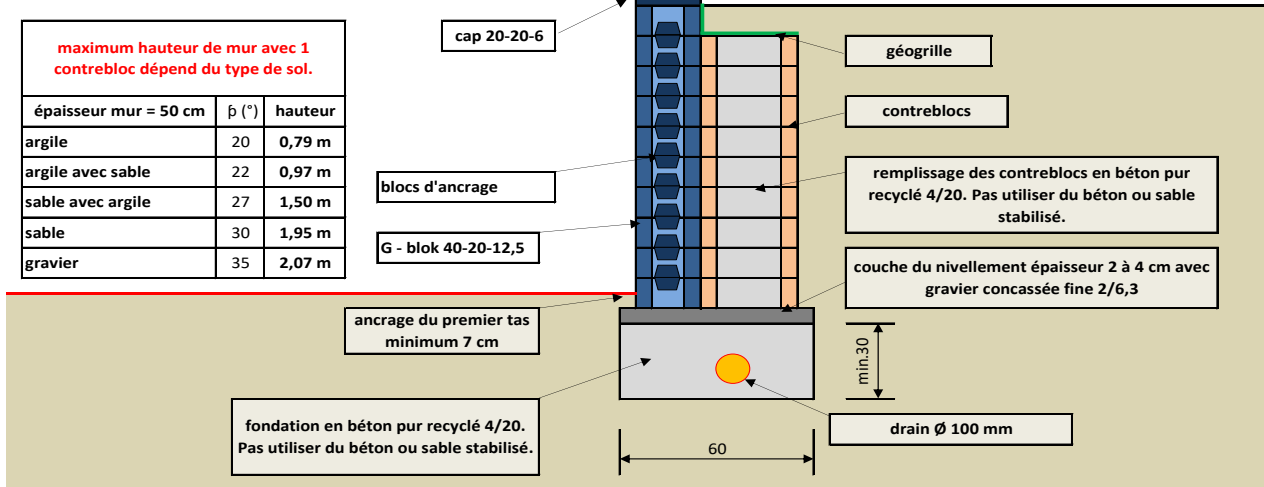 maximum hauteur de mur avec 1
contrebloc dépend du type de sol.
épaisseur mur = 50 cm þ (°) hauteur
argile 20 0,79 m
argile avec sable 22 0,97 m
sable avec argile 27 1,50 m
sable 30 1,95 m
gravier 35 2,07 m
cap 20-20-6
blocs d'ancrage
G - blok 40-20-12,5
ancrage du premier tas
minimum 7 cm
fondation en béton pur recyclé 4/20.
Pas utiliser du béton ou sable stabilisé.
géogrille
contreblocs
remplissage des contreblocs en béton pur
recyclé 4/20. Pas utiliser du béton ou sable
stabilisé.
couche du nivellement épaisseur 2 à 4 cm avec
gravier concassée fine 2/6,3
min.30
drain Ø 100 mm
60